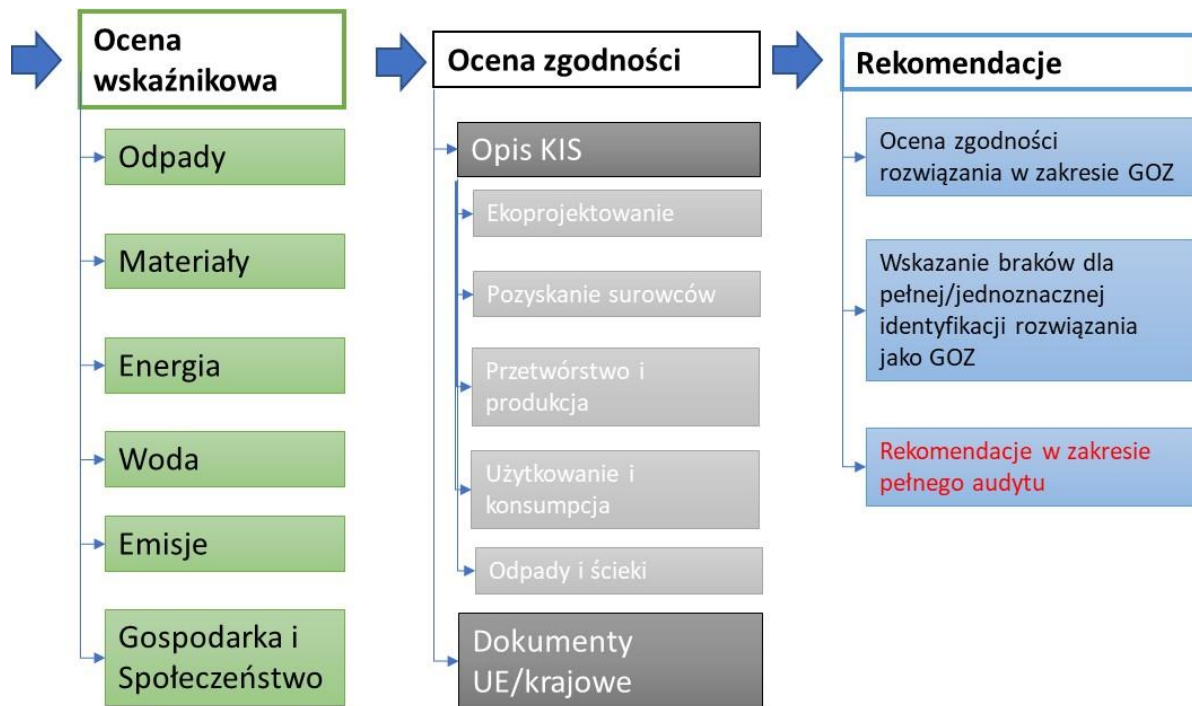 Ocena
wskaźnikowa
Odpady
Materiały
Energia
Woda
Emisje
Gospodarka i
Społeczeństwo
Ocena zgodności
Opis KIS
Ekoprojektowanie
Pozyskanie surowców
Przetwórstwo i
produkcja
Użytkowanie i
konsumpcja
Odpady i ścieki
Dokumenty
UE/krajowe
Rekomendacje
Ocena zgodności
rozwiązania w zakresie GOZ
Wskazanie braków dla
pełnej/jednoznacznej
identyfikacji rozwiązania
jako GOZ
Rekomendacje w zakresie
pełnego audytu